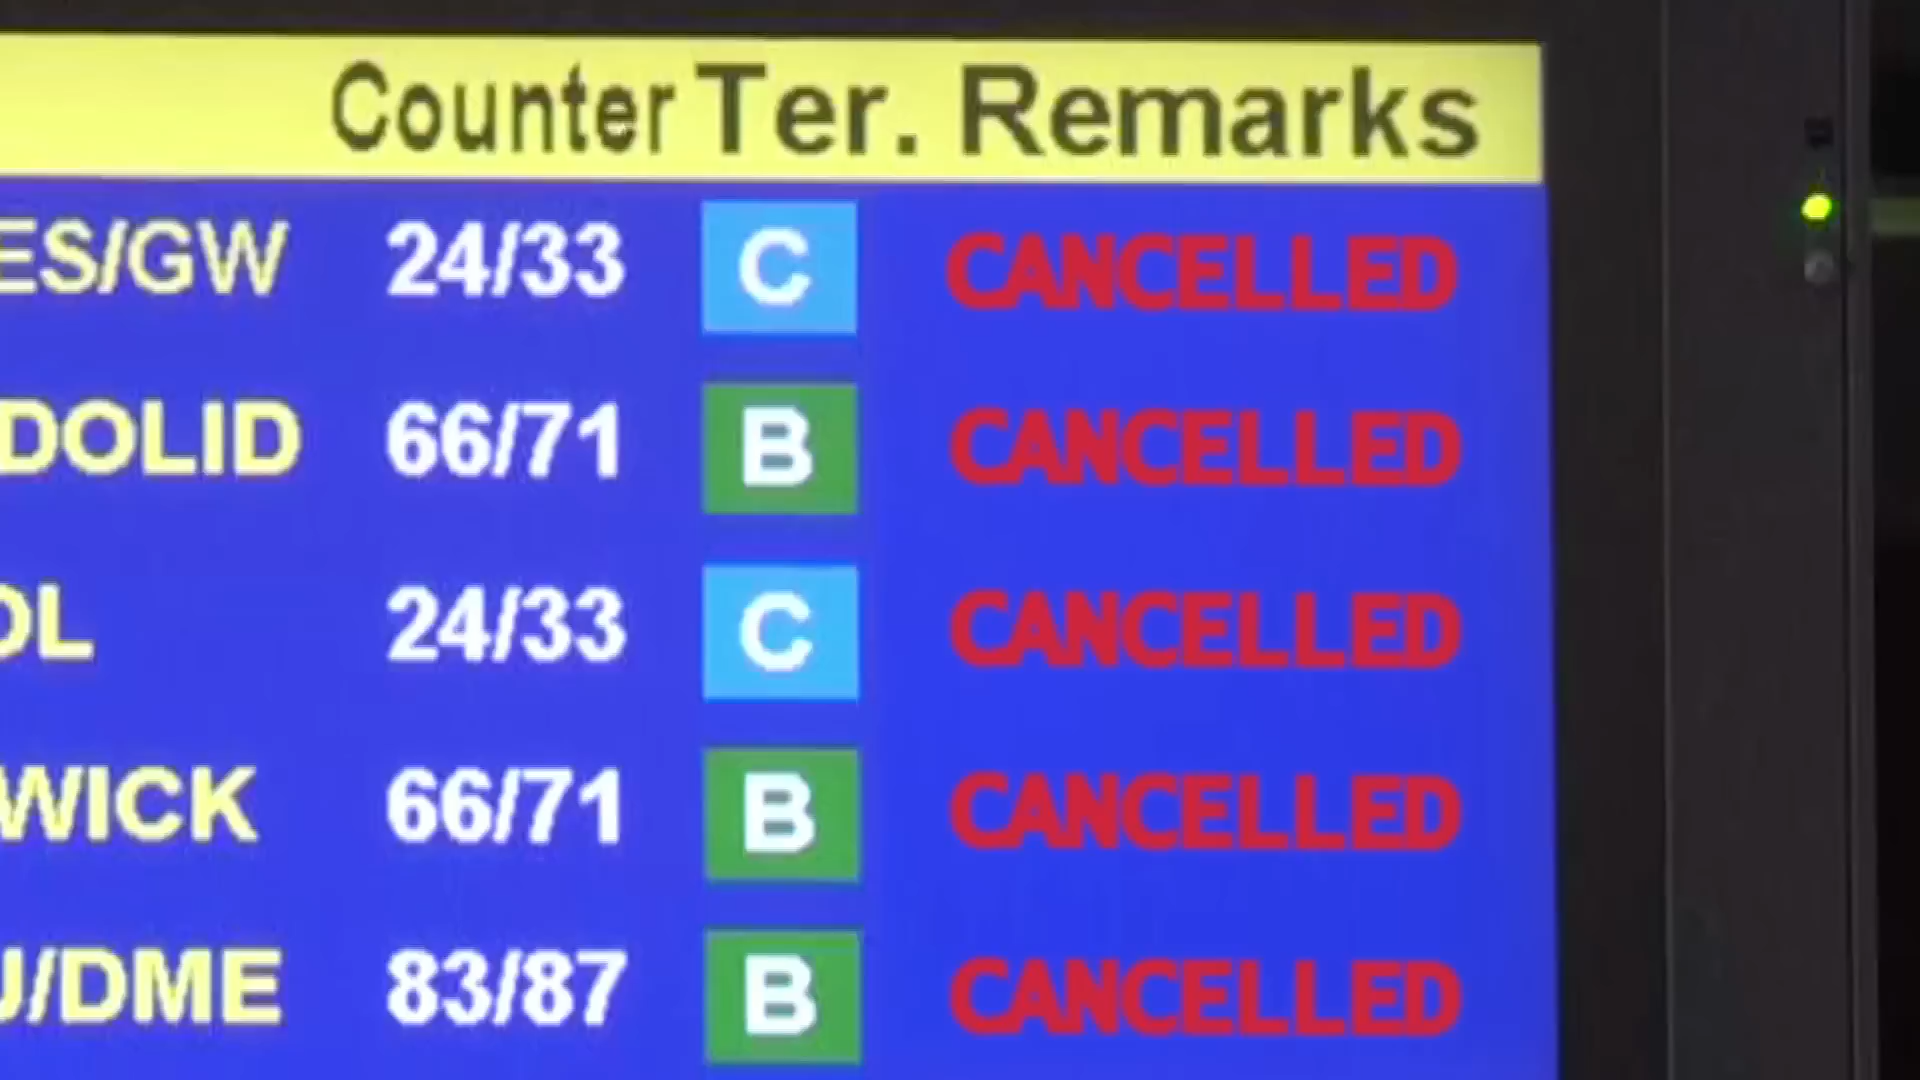 Counter Ter. Remarks
ES/GW 24/33 C CANCELLED
DOLID 66/71 B CANCELLED
OL 24/33 C CANCELLED
WICK 66/71 B CANCELLED
J/DME 83/87 B CANCELLED